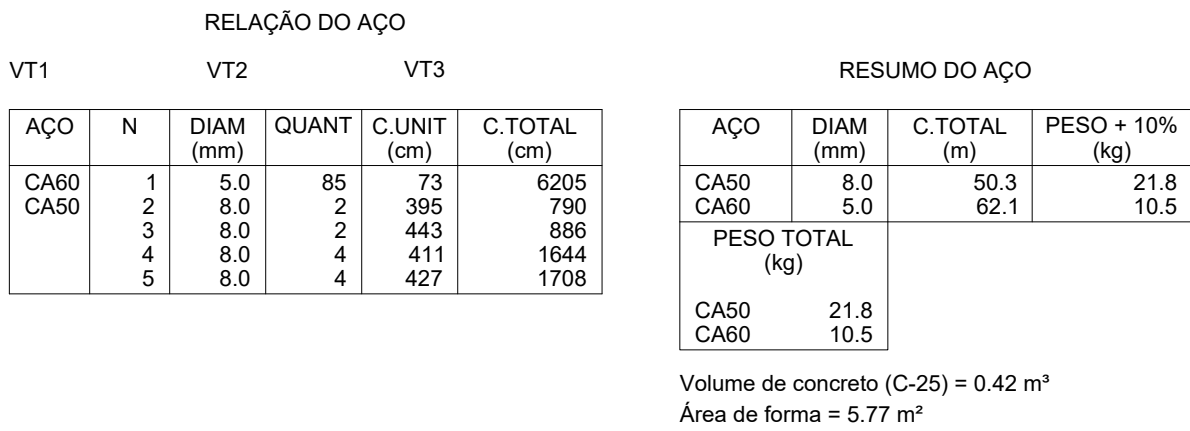 RELAÇÃO DO AÇO
VT1 VT2 VT3
AÇO N DIAM QUANT C.UNIT C.TOTAL
(mm) (cm) (cm)
CA60 1 5.0 85 73 6205
CA50 2 8.0 2 395 790
3 8.0 2 443 886
4 8.0 4 411 1644
5 8.0 4 427 1708
RESUMO DO AÇO
AÇO DIAM C.TOTAL PESO + 10%
(mm) (m) (kg)
CA50 8.0 50.3 21.8
CA60 5.0 62.1 10.5
PESO TOTAL
(kg)
CA50 21.8
CA60 10.5
Volume de concreto (C-25) = 0.42 m³
Área de forma = 5.77 m²